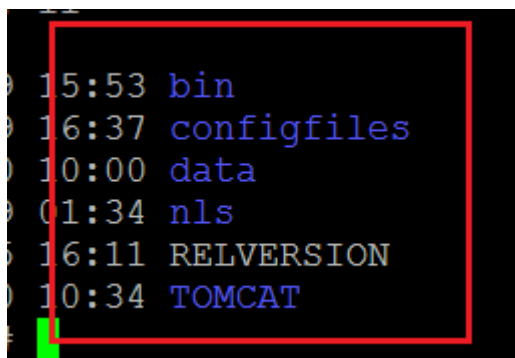 15:53 bin
16:37 configfiles
10:00 data
01:34 nls
16:11 RELVERSION
10:34 TOMCAT
#